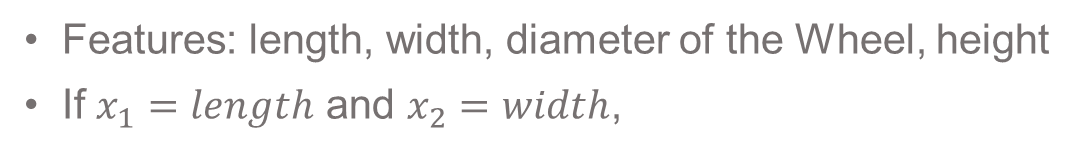 • Features: length, width, diameter of the Wheel, height
• If x₁ = length and x₂ = width,